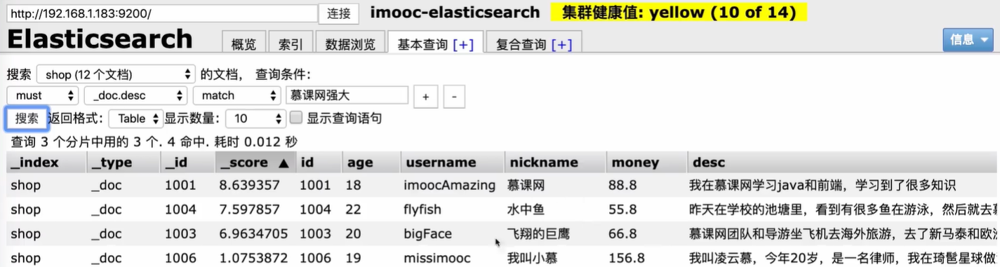 http://192.168.1.183:9200/ 连接 imooc-elasticsearch 集群健康值: yellow (10 of 14)
Elasticsearch 概览 索引 数据浏览 基本查询 [+] 复合查询 [+] 信息
搜索 shop (12 个文档) 的文档， 查询条件：
must _doc.desc match 慕课网强大 + -
搜索 返回格式： Table 显示数量： 10 显示查询语句
查询 3 个分片中用的 3 个. 4 命中. 耗时 0.012 秒
_index _type _id _score ▲ id age username nickname money desc
shop _doc 1001 8.639357 1001 18 imoocAmazing 慕课网 88.8 我在慕课网学习java和前端，学习到了很多知识
shop _doc 1004 7.597857 1004 22 flyfish 水中鱼 55.8 昨天在学校的池塘里，看到有很多鱼在游泳，然后就去慕
shop _doc 1003 6.9634705 1003 20 bigFace 飞翔的巨鹰 66.8 慕课网团队和导游坐飞机去海外旅游，去了新马泰和欧洲
shop _doc 1006 1.0753872 1006 19 missimooc 我叫小慕 156.8 我叫凌云慕，今年20岁，是一名律师，我在琦䯲星球做